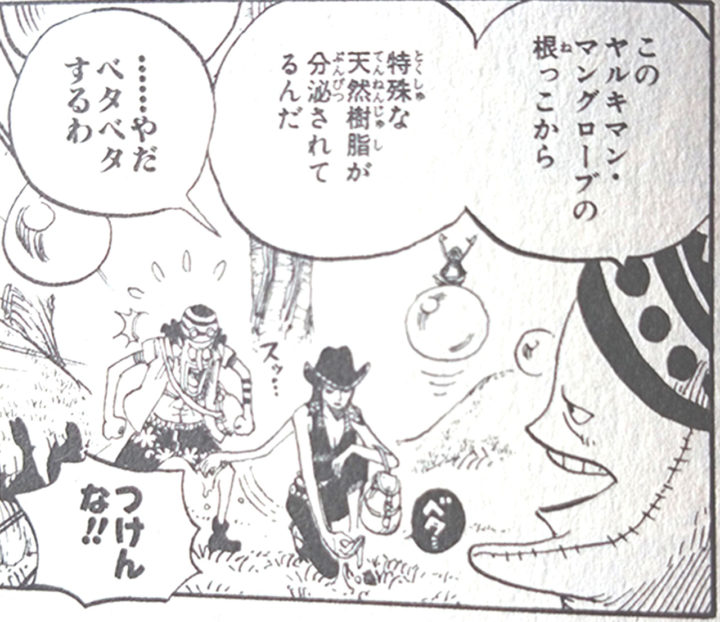 この
ヤルキマン・
マングローブの
根っこから
特殊な
天然樹脂が
分泌されて
るんだ
……やだ
ベタベタ
するわ
スッ…
ベタ…
つけん
な!!